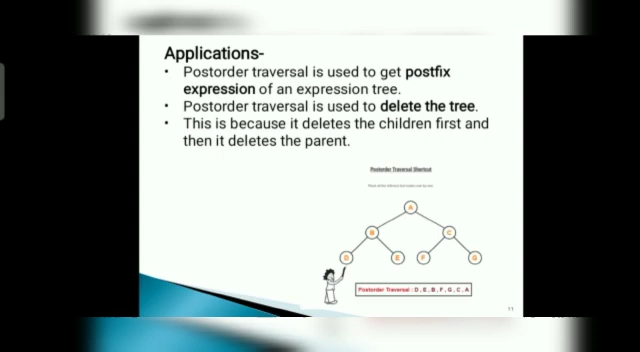 Applications-
• Postorder traversal is used to get postfix
expression of an expression tree.
• Postorder traversal is used to delete the tree.
• This is because it deletes the children first and
then it deletes the parent.
Postorder Traversal Shortcut
A
B
C
D
E
F
G
Postorder Traversal : D , E , B , F , G , C , A
11